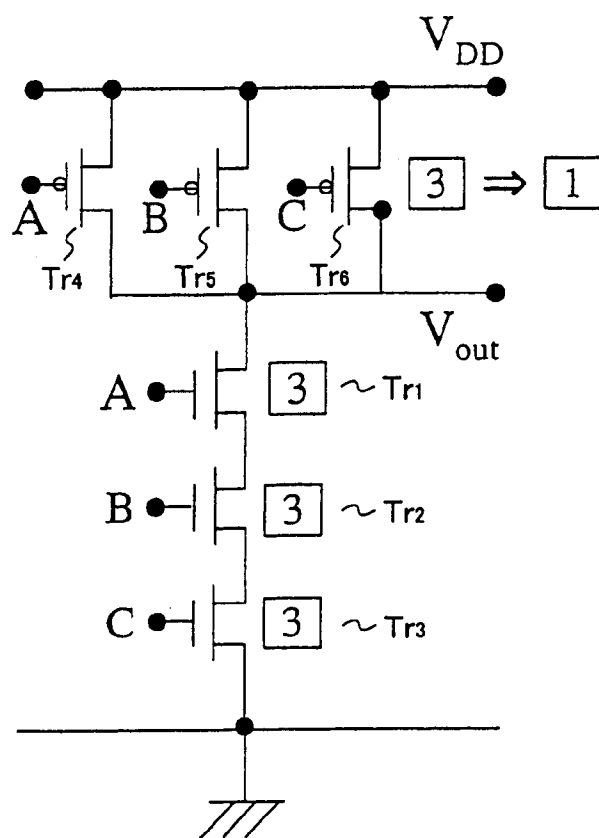 V_DD
A B C 3 ⇒ 1
Tr4 Tr5 Tr6
V_out
A 3 ~ Tr1
B 3 ~ Tr2
C 3 ~ Tr3